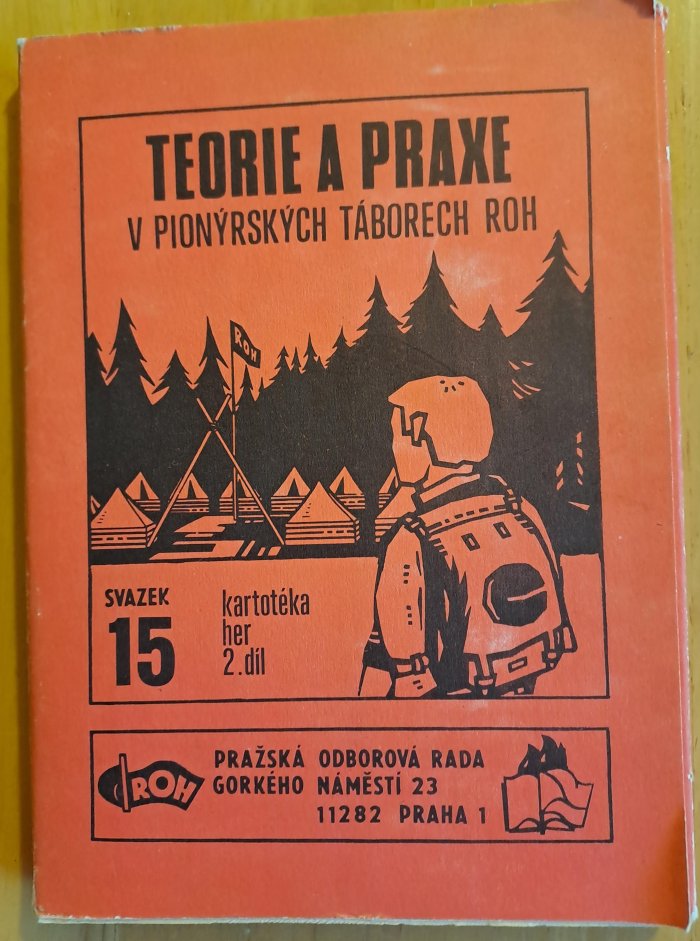 TEORIE A PRAXE
V PIONÝRSKÝCH TÁBORECH ROH
ROH
SVAZEK
15
kartotéka
her
2. díl
ROH
PRAŽSKÁ ODBOROVÁ RADA
GORKÉHO NÁMĚSTÍ 23
11282 PRAHA 1